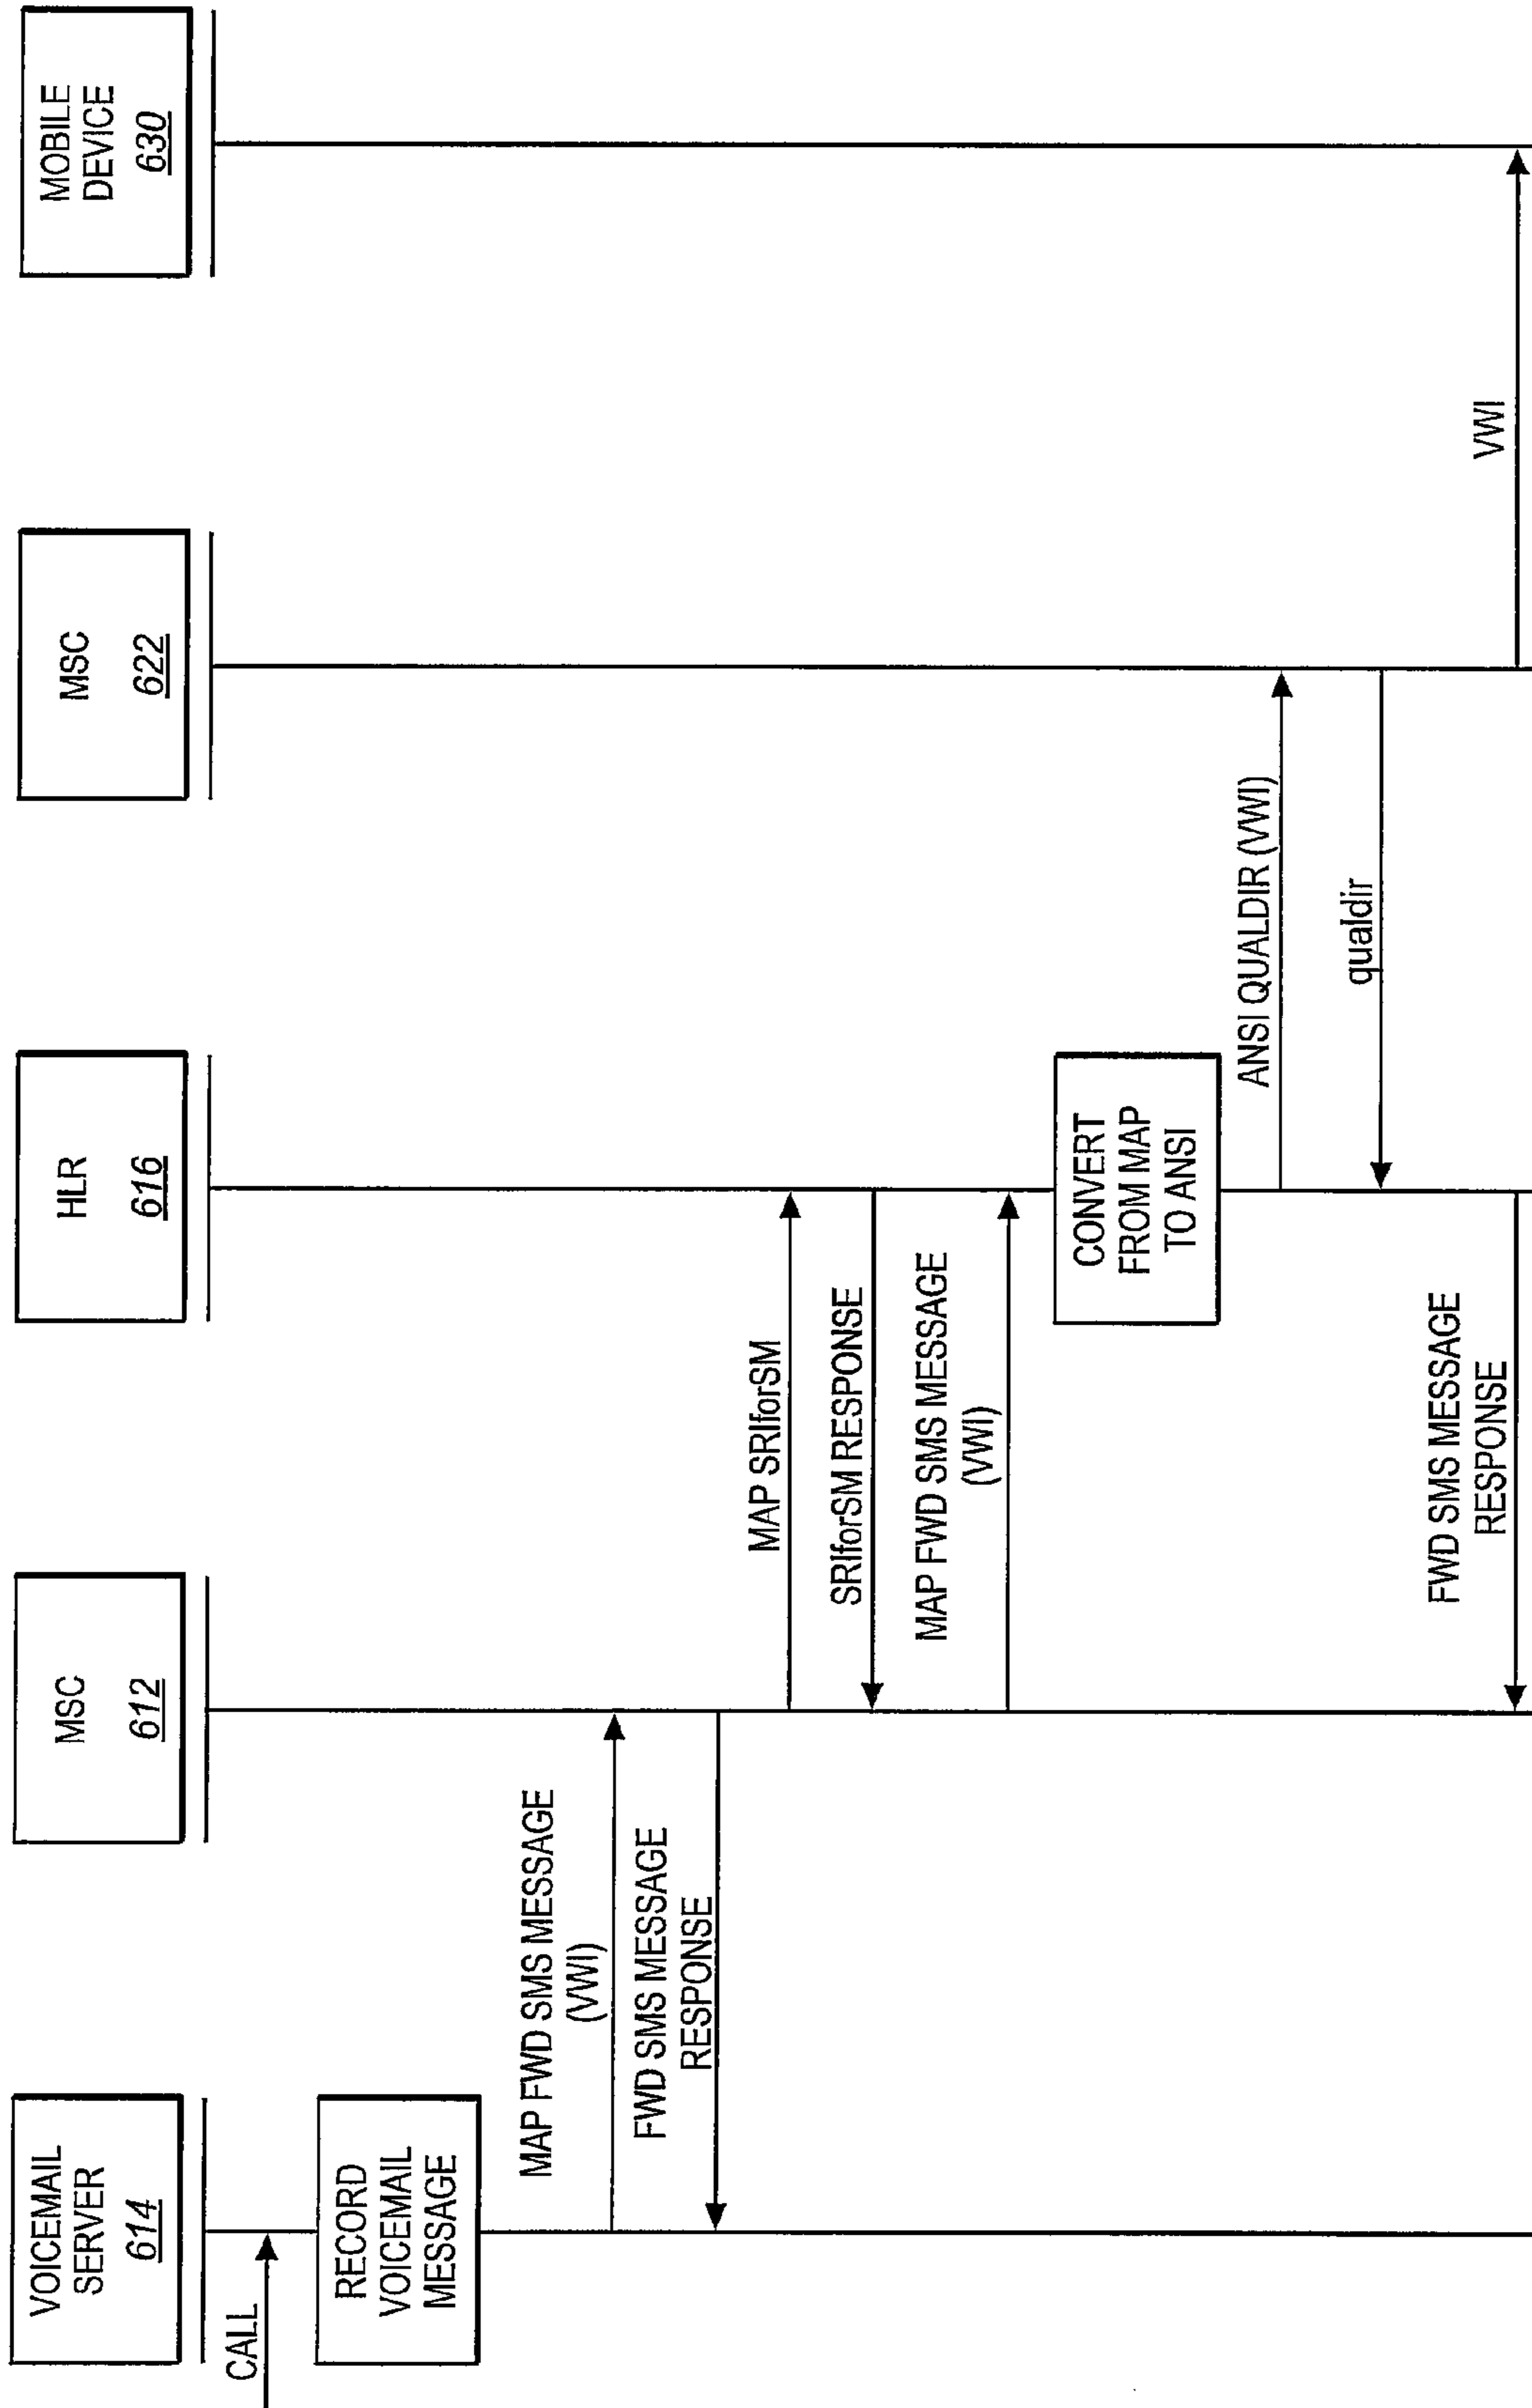 VOICEMAIL
SERVER
614
MSC
612
HLR
616
MSC
622
MOBILE
DEVICE
630
CALL
RECORD
VOICEMAIL
MESSAGE
MAP FWD SMS MESSAGE
(VWI)
FWD SMS MESSAGE
RESPONSE
MAP SRIforSM
SRIforSM RESPONSE
MAP FWD SMS MESSAGE
(VWI)
CONVERT
FROM MAP
TO ANSI
ANSI QUALDIR (VWI)
qualdir
FWD SMS MESSAGE
RESPONSE
VWI